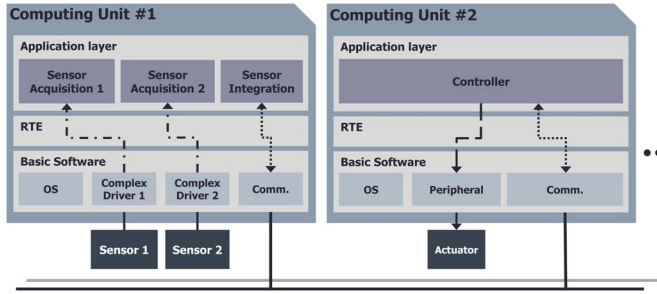 Computing Unit #1
Application layer
Sensor
Acquisition 1
Sensor
Acquisition 2
Sensor
Integration
RTE
Basic Software
OS
Complex
Driver 1
Complex
Driver 2
Comm.
Sensor 1
Sensor 2
Computing Unit #2
Application layer
Controller
RTE
Basic Software
OS
Peripheral
Comm.
Actuator